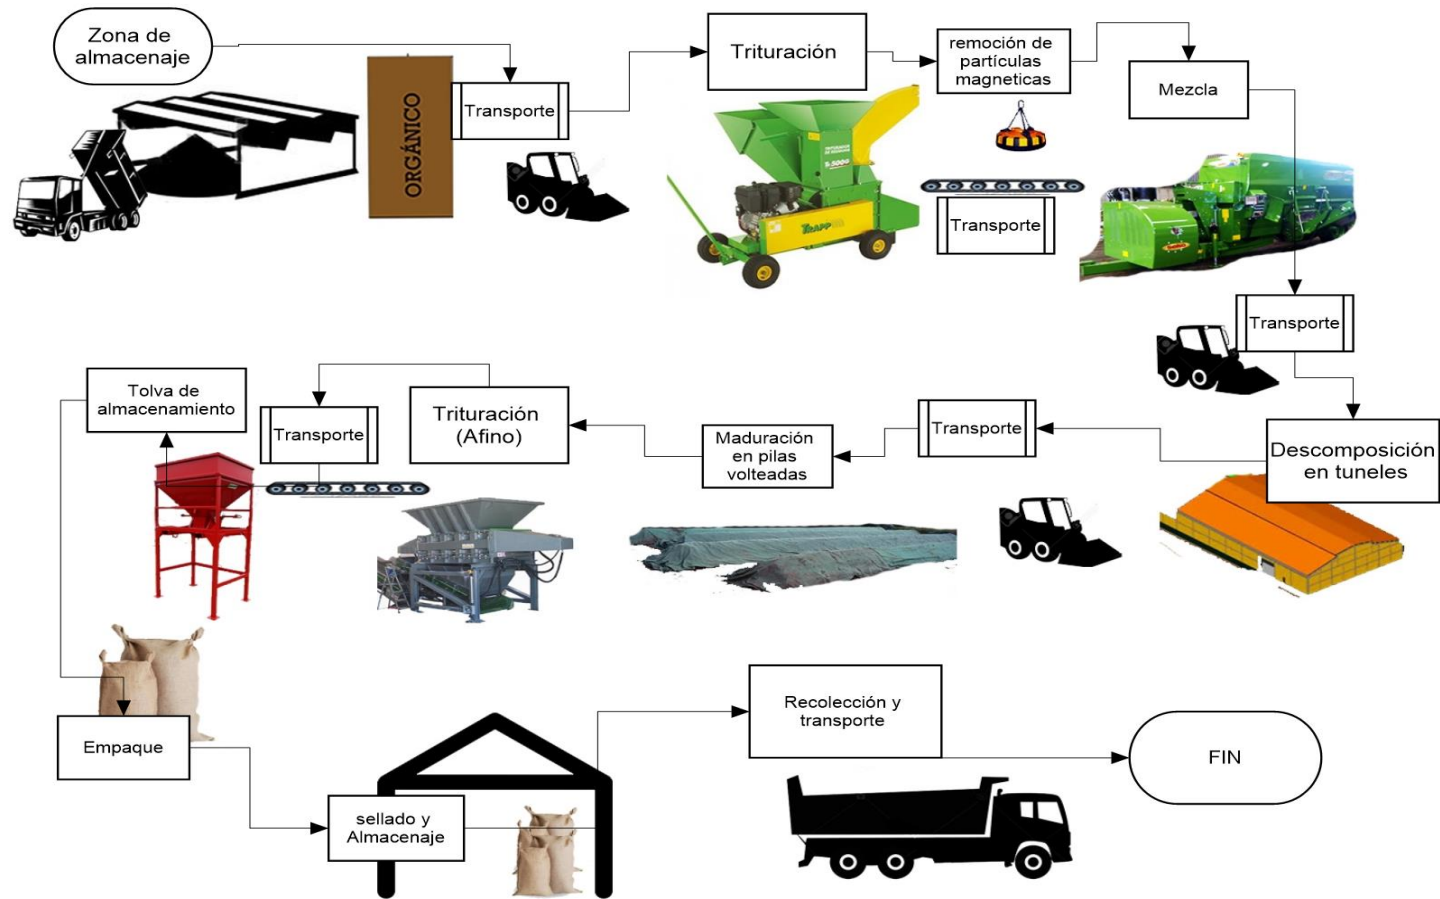 Zona de
almacenaje
ORGÁNICO
Transporte
Trituración
remoción de
partículas
magneticas
Mezcla
TRAPP
Transporte
Transporte
Descomposición
en tuneles
Transporte
Maduración
en pilas
volteadas
Trituración
(Afino)
Transporte
Tolva de
almacenamiento
Empaque
sellado y
Almacenaje
Recolección y
transporte
FIN